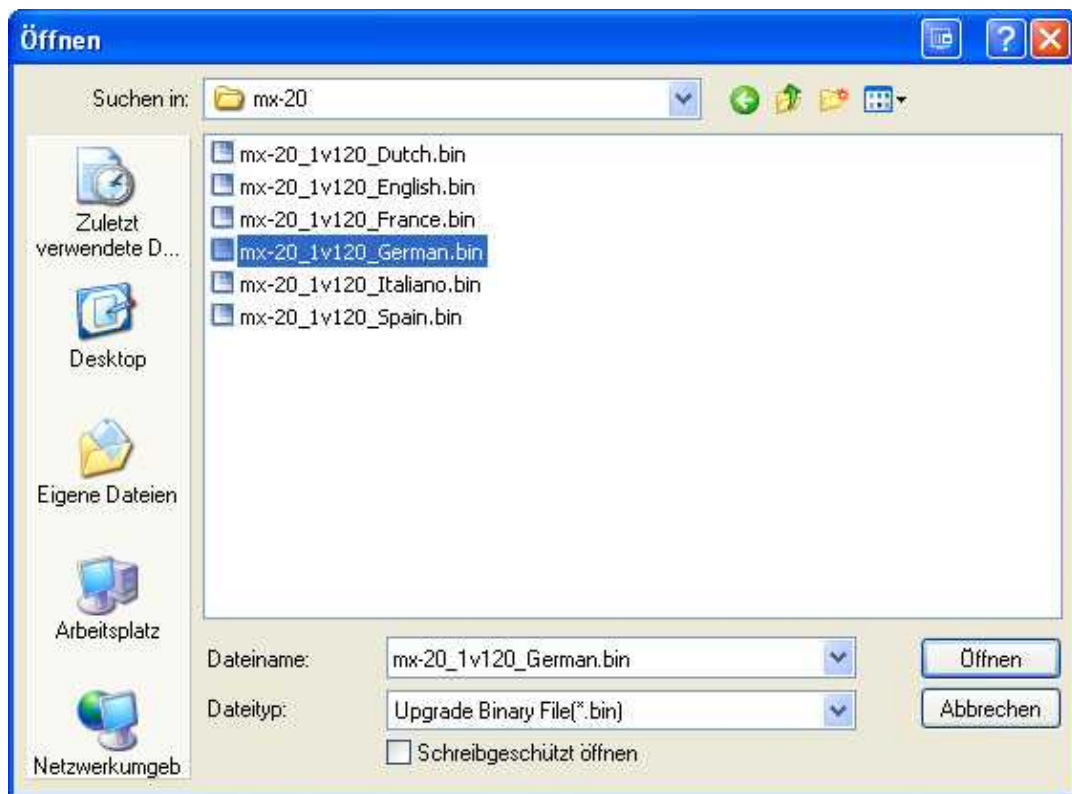 Öffnen
Suchen in: mx-20
mx-20_1v120_Dutch.bin
mx-20_1v120_English.bin
mx-20_1v120_France.bin
mx-20_1v120_German.bin
mx-20_1v120_Italiano.bin
mx-20_1v120_Spain.bin
Zuletzt
verwendete D...
Desktop
Eigene Dateien
Arbeitsplatz
Netzwerkumgeb
Dateiname: mx-20_1v120_German.bin Öffnen
Dateityp: Upgrade Binary File(*.bin) Abbrechen
Schreibgeschützt öffnen